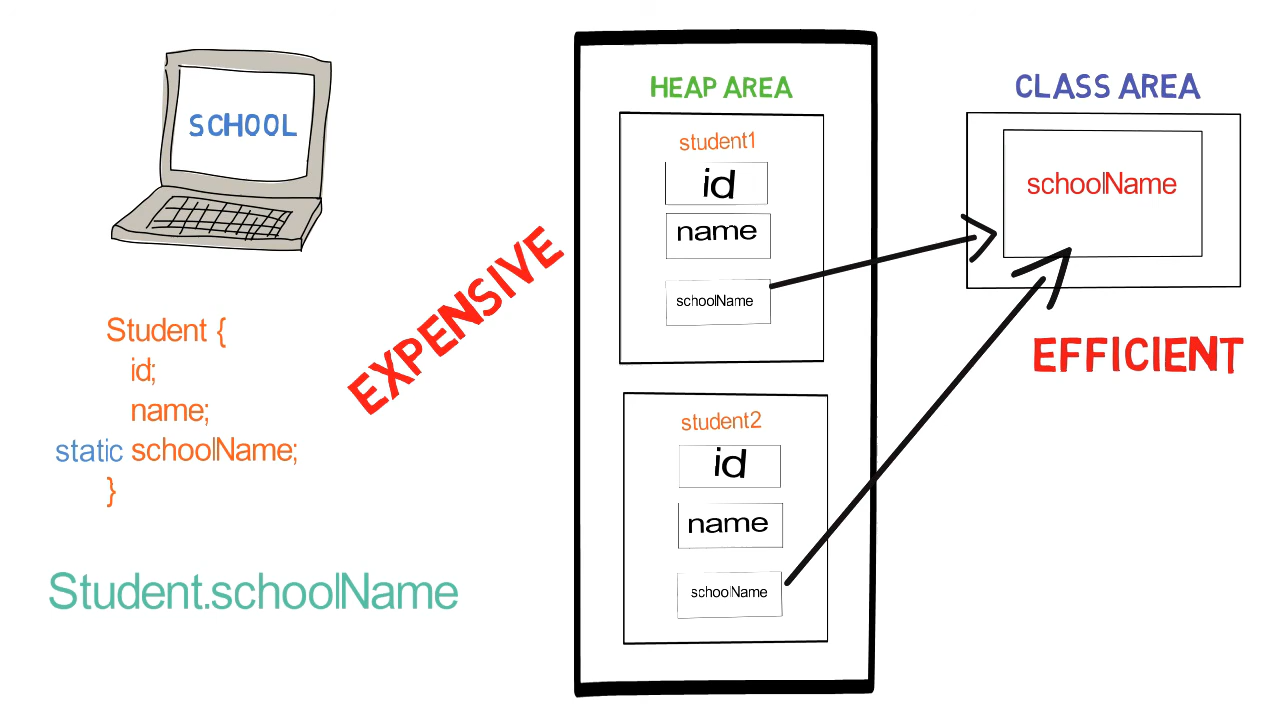 SCHOOL
Student {
id;
name;
static schoolName;
}
Student.schoolName
EXPENSIVE
HEAP AREA
student1
id
name
schoolName
student2
id
name
schoolName
CLASS AREA
schoolName
EFFICIENT